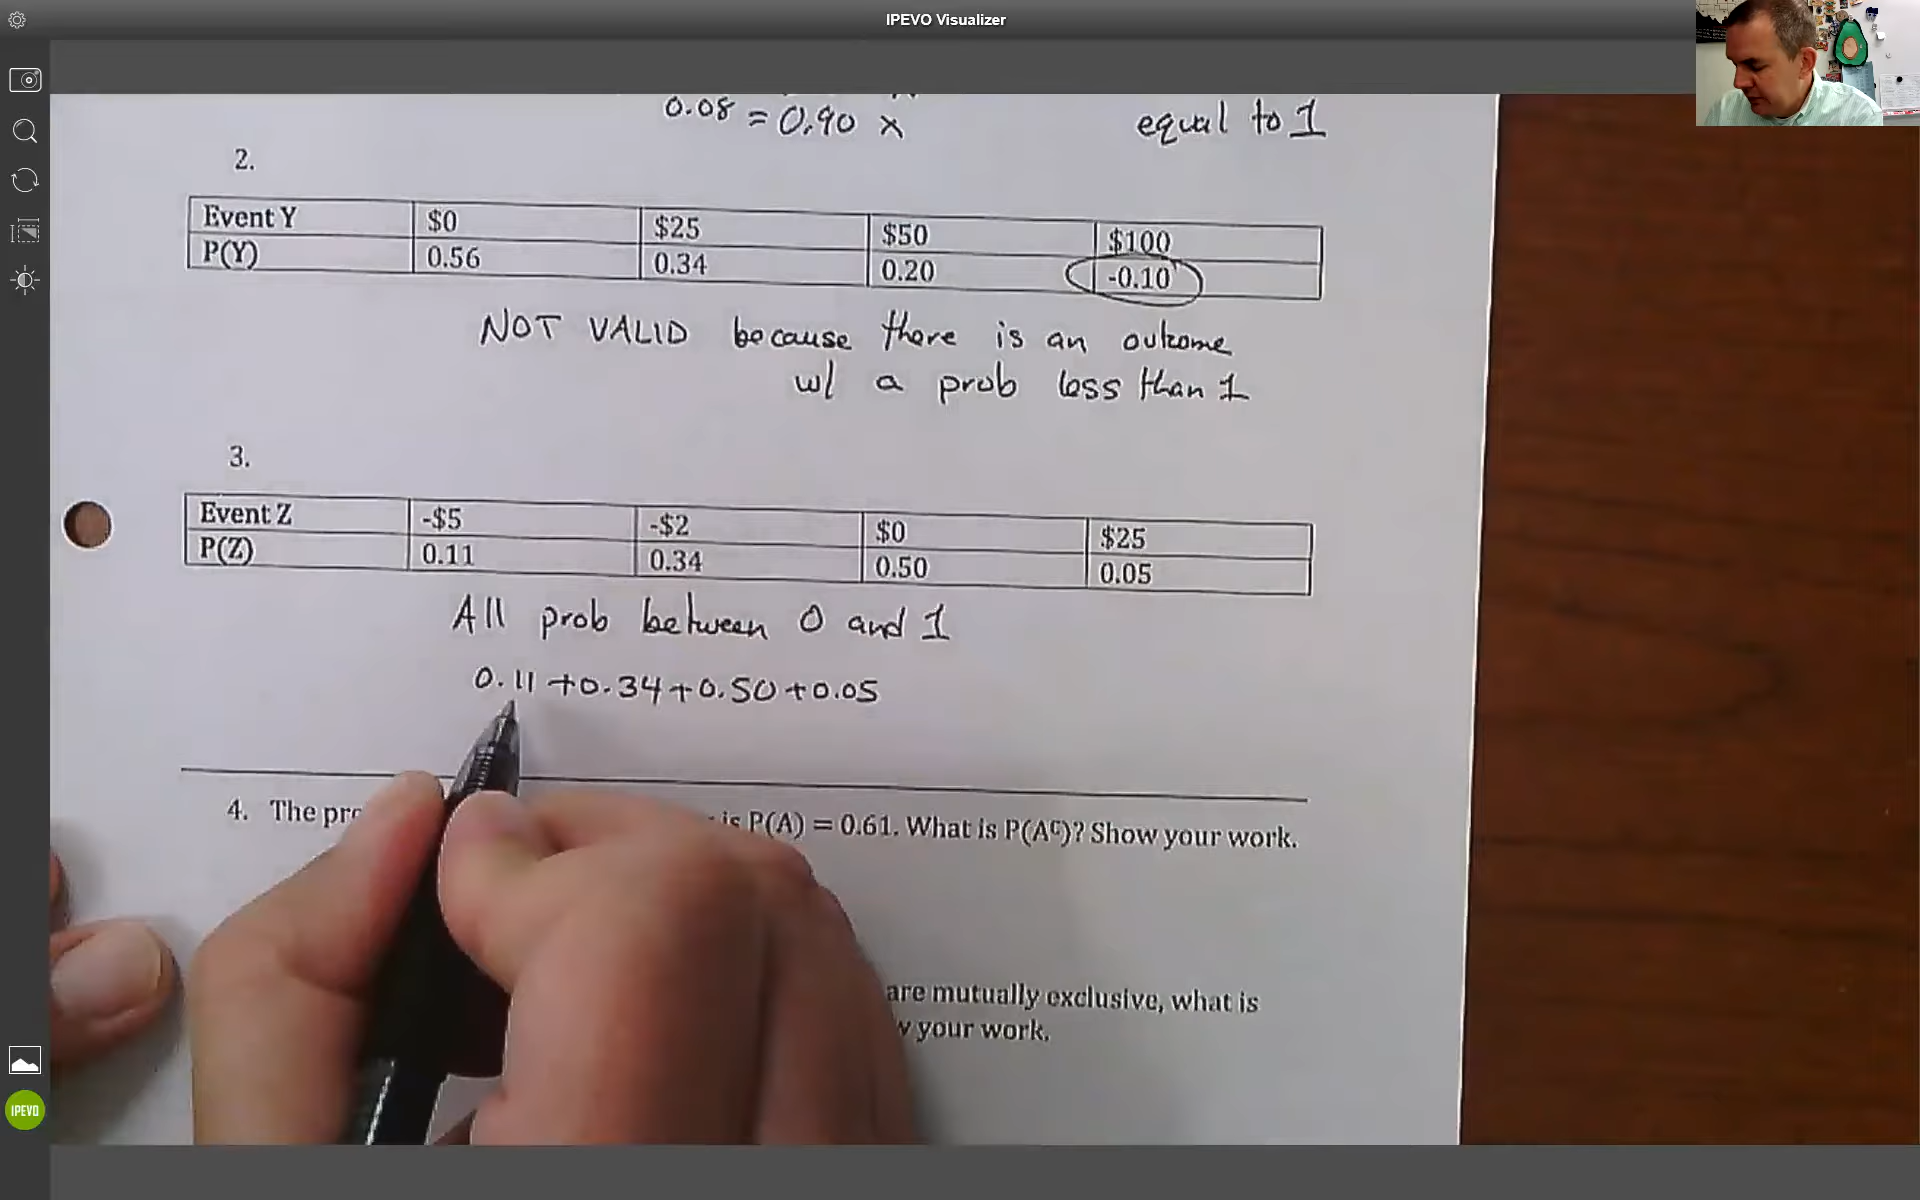 IPEVO Visualizer
0.08 = 0.90 x
equal to 1
2.
Event Y $0 $25 $50 $100
P(Y) 0.56 0.34 0.20 -0.10
NOT VALID because there is an outcome
w/ a prob less than 1
3.
Event Z -$5 -$2 $0 $25
P(Z) 0.11 0.34 0.50 0.05
All prob between 0 and 1
0.11 + 0.34 + 0.50 + 0.05
4. The is P(A) = 0.61. What is P(Aᶜ)? Show your work.
are mutually exclusive, what is
your work.
IPEVO